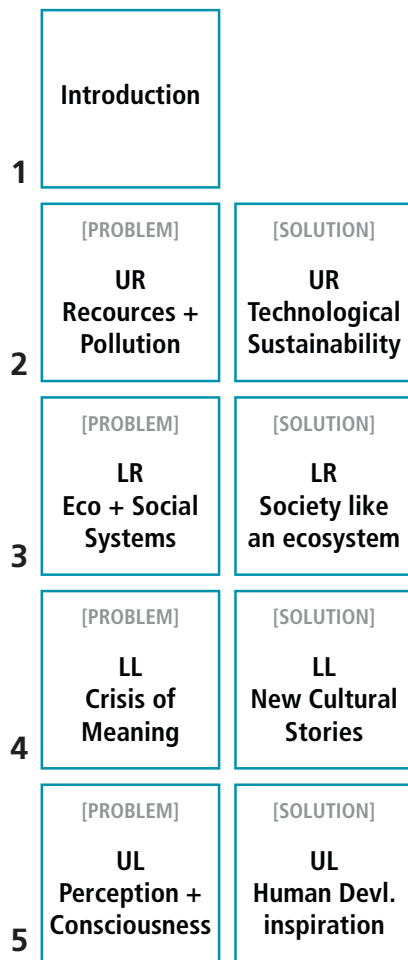 Introduction
1
[PROBLEM]
UR
Recources +
Pollution
[SOLUTION]
UR
Technological
Sustainability
2
[PROBLEM]
LR
Eco + Social
Systems
[SOLUTION]
LR
Society like
an ecosystem
3
[PROBLEM]
LL
Crisis of
Meaning
[SOLUTION]
LL
New Cultural
Stories
4
[PROBLEM]
UL
Perception +
Consciousness
[SOLUTION]
UL
Human Devl.
inspiration
5